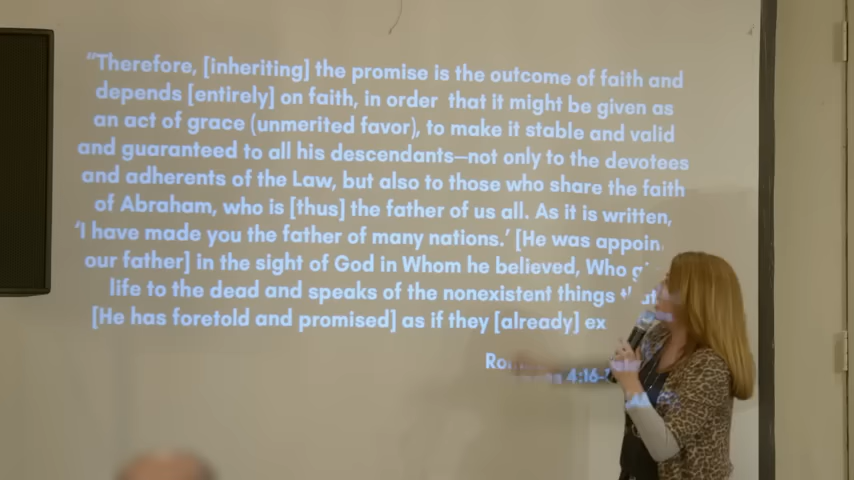 "Therefore, [inheriting] the promise is the outcome of faith and
depends [entirely] on faith, in order that it might be given as
an act of grace (unmerited favor), to make it stable and valid
and guaranteed to all his descendants—not only to the devotees
and adherents of the Law, but also to those who share the faith
of Abraham, who is [thus] the father of us all. As it is written,
'I have made you the father of many nations.' [He was appoin
our father] in the sight of God in Whom he believed, Who
life to the dead and speaks of the nonexistent things
[He has foretold and promised] as if they [already] ex
4:16-